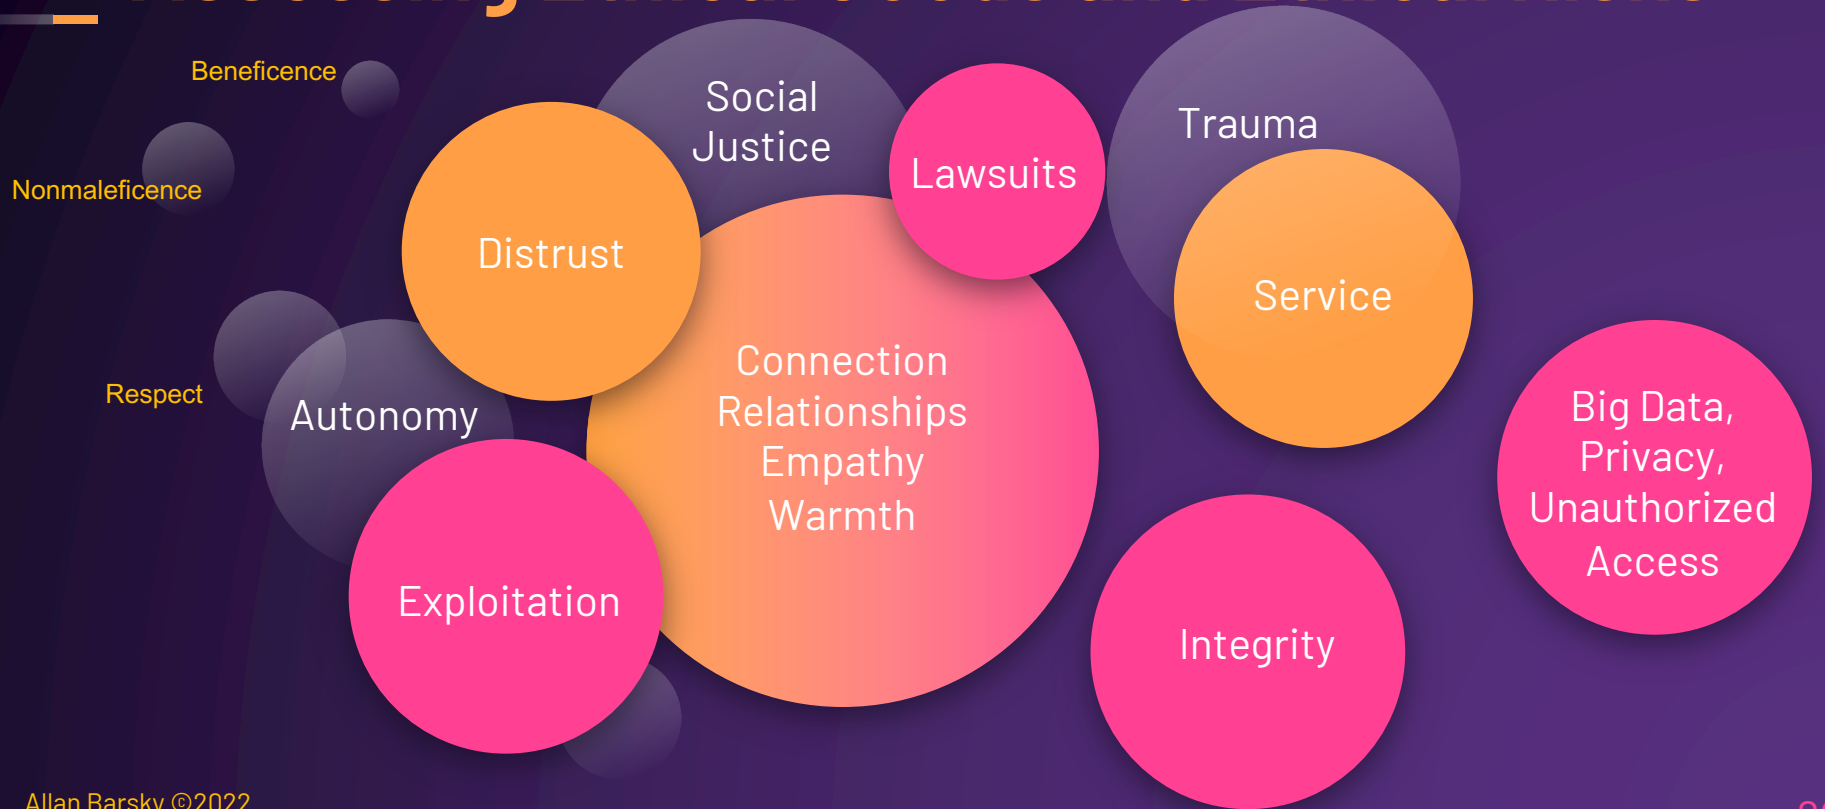 Beneficence
Social
Justice
Lawsuits
Trauma
Nonmaleficence
Distrust
Service
Connection
Relationships
Empathy
Warmth
Respect
Autonomy
Big Data,
Privacy,
Unauthorized
Access
Exploitation
Integrity
Allan Barsky ©2022